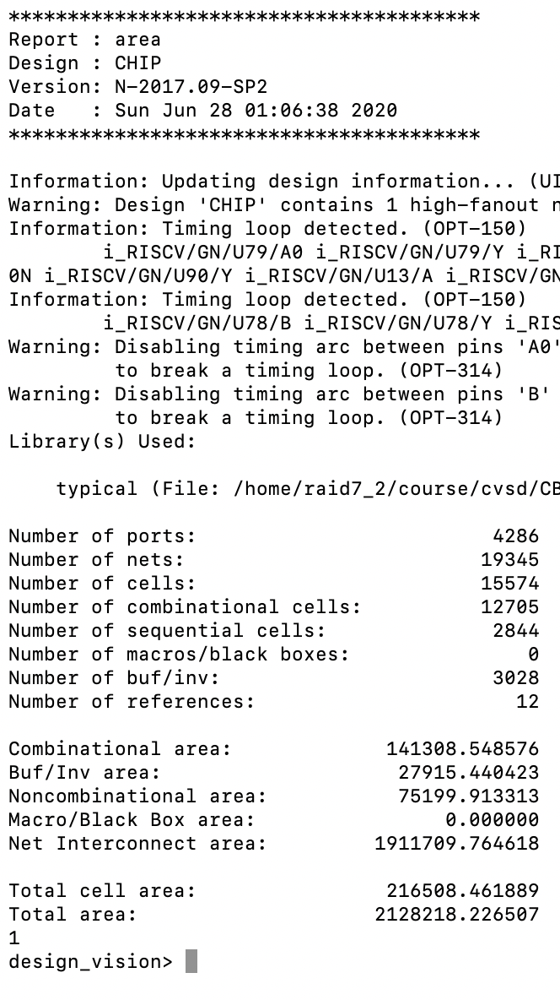 ****************************************
Report : area
Design : CHIP
Version: N-2017.09-SP2
Date   : Sun Jun 28 01:06:38 2020
****************************************

Information: Updating design information... (UI
Warning: Design 'CHIP' contains 1 high-fanout n
Information: Timing loop detected. (OPT-150)
        i_RISCV/GN/U79/A0 i_RISCV/GN/U79/Y i_RI
0N i_RISCV/GN/U90/Y i_RISCV/GN/U13/A i_RISCV/GN
Information: Timing loop detected. (OPT-150)
        i_RISCV/GN/U78/B i_RISCV/GN/U78/Y i_RIS
Warning: Disabling timing arc between pins 'A0'
         to break a timing loop. (OPT-314)
Warning: Disabling timing arc between pins 'B'
         to break a timing loop. (OPT-314)
Library(s) Used:

    typical (File: /home/raid7_2/course/cvsd/CB

Number of ports:                         4286
Number of nets:                         19345
Number of cells:                        15574
Number of combinational cells:          12705
Number of sequential cells:              2844
Number of macros/black boxes:               0
Number of buf/inv:                       3028
Number of references:                      12

Combinational area:             141308.548576
Buf/Inv area:                    27915.440423
Noncombinational area:           75199.913313
Macro/Black Box area:                0.000000
Net Interconnect area:         1911709.764618

Total cell area:                216508.461889
Total area:                    2128218.226507
1
design_vision>